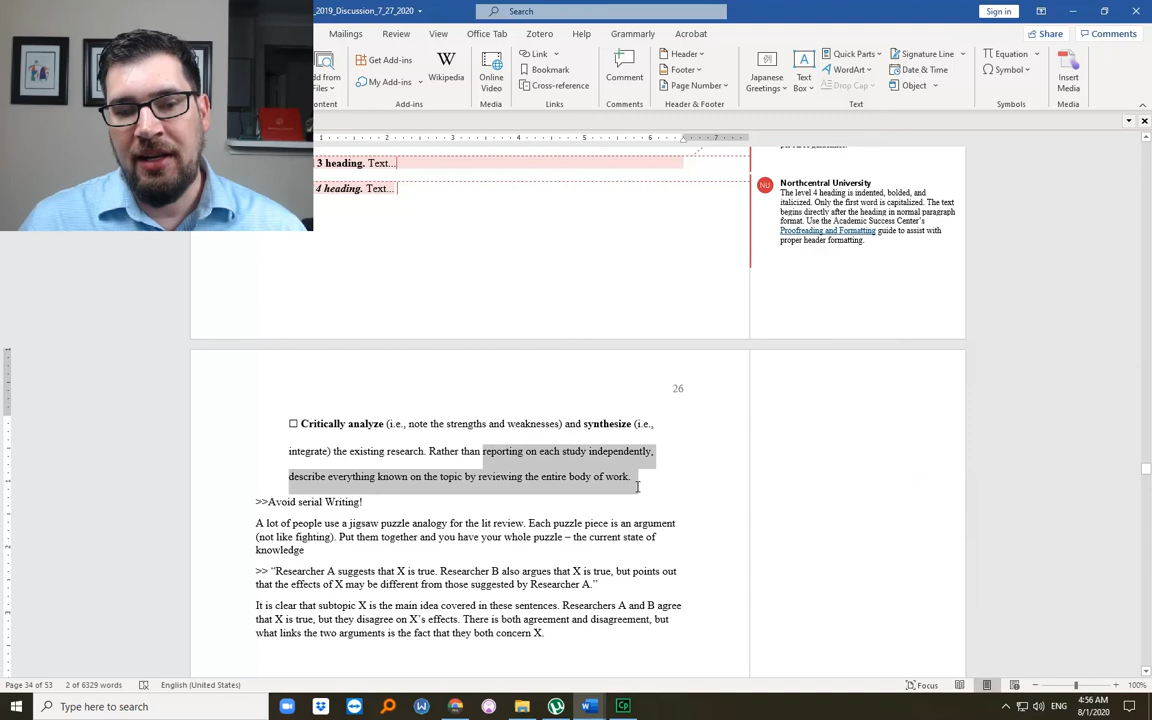 _2019_Discussion_7_27_2020
Search
Sign in
Mailings Review View Office Tab Zotero Help Grammarly Acrobat
Share Comments
Get Add-ins
My Add-ins
Wikipedia
Online Video
Link
Bookmark
Cross-reference
Comment
Header
Footer
Page Number
Japanese Greetings
Text Box
Quick Parts
WordArt
Drop Cap
Signature Line
Date & Time
Object
Equation
Symbol
Insert Media
Add-ins Media Links Comments Header & Footer Text Symbols Media
1 2 3 4 5 6 7
3 heading. Text...
4 heading. Text...
NU
Northcentral University
The level 4 heading is indented, bolded, and
italicized. Only the first word is capitalized. The text
begins directly after the heading in normal paragraph
format. Use the Academic Success Center's
Proofreading and Formatting guide to assist with
proper header formatting.
26
☐ Critically analyze (i.e., note the strengths and weaknesses) and synthesize (i.e.,
integrate) the existing research. Rather than reporting on each study independently,
describe everything known on the topic by reviewing the entire body of work.
>>Avoid serial Writing!
A lot of people use a jigsaw puzzle analogy for the lit review. Each puzzle piece is an argument
(not like fighting). Put them together and you have your whole puzzle – the current state of
knowledge
>> “Researcher A suggests that X is true. Researcher B also argues that X is true, but points out
that the effects of X may be different from those suggested by Researcher A.”
It is clear that subtopic X is the main idea covered in these sentences. Researchers A and B agree
that X is true, but they disagree on X’s effects. There is both agreement and disagreement, but
what links the two arguments is the fact that they both concern X.
Page 34 of 53 2 of 6329 words English (United States)
Focus
100%
Type here to search
ENG
4:56 AM
8/1/2020